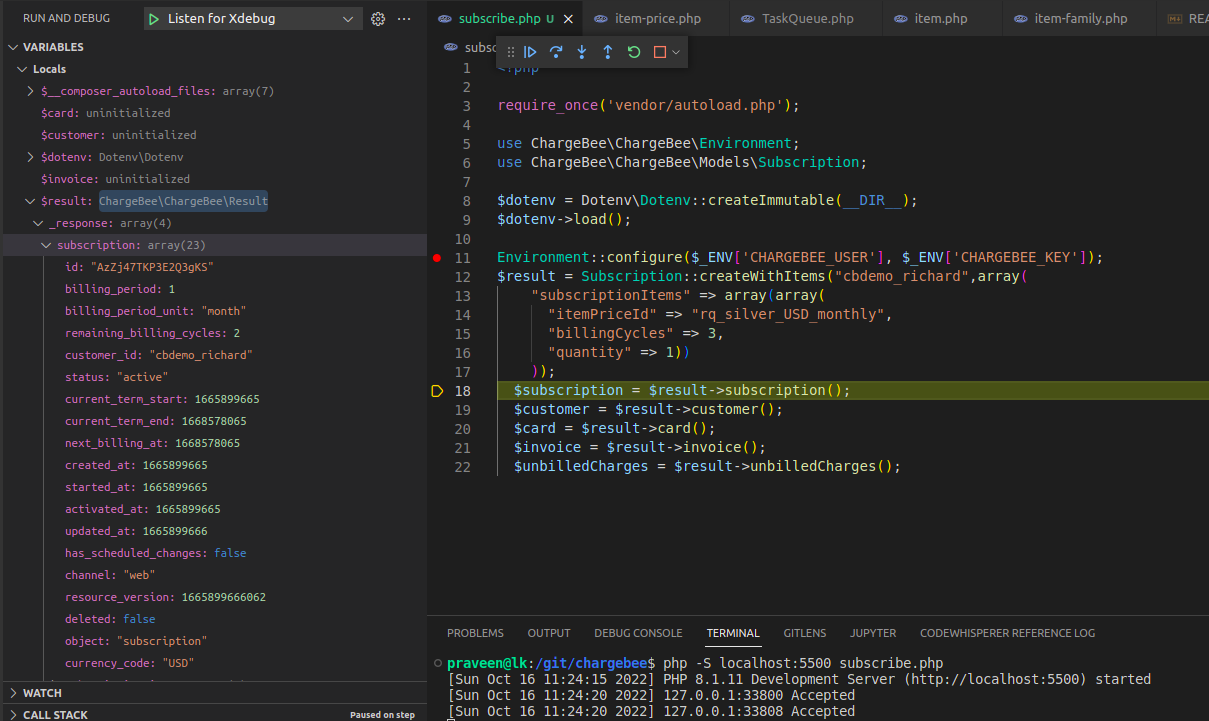 RUN AND DEBUG
Listen for Xdebug
VARIABLES
Locals
$__composer_autoload_files: array(7)
$card: uninitialized
$customer: uninitialized
$dotenv: Dotenv\Dotenv
$invoice: uninitialized
$result: ChargeBee\ChargeBee\Result
_response: array(4)
subscription: array(23)
id: "AzZj47TKP3E2Q3gKS"
billing_period: 1
billing_period_unit: "month"
remaining_billing_cycles: 2
customer_id: "cbdemo_richard"
status: "active"
current_term_start: 1665899665
current_term_end: 1668578065
next_billing_at: 1668578065
created_at: 1665899665
started_at: 1665899665
activated_at: 1665899665
updated_at: 1665899666
has_scheduled_changes: false
channel: "web"
resource_version: 1665899666062
deleted: false
object: "subscription"
currency_code: "USD"
WATCH
CALL STACK Paused on step
subscribe.php U
item-price.php
TaskQueue.php
item.php
item-family.php
REA
subsc
1 <?php
2
3 require_once('vendor/autoload.php');
4
5 use ChargeBee\ChargeBee\Environment;
6 use ChargeBee\ChargeBee\Models\Subscription;
7
8 $dotenv = Dotenv\Dotenv::createImmutable(__DIR__);
9 $dotenv->load();
10
11 Environment::configure($_ENV['CHARGEBEE_USER'], $_ENV['CHARGEBEE_KEY']);
12 $result = Subscription::createWithItems("cbdemo_richard",array(
13 "subscriptionItems" => array(array(
14 "itemPriceId" => "rq_silver_USD_monthly",
15 "billingCycles" => 3,
16 "quantity" => 1))
17 ));
18 $subscription = $result->subscription();
19 $customer = $result->customer();
20 $card = $result->card();
21 $invoice = $result->invoice();
22 $unbilledCharges = $result->unbilledCharges();
PROBLEMS OUTPUT DEBUG CONSOLE TERMINAL GITLENS JUPYTER CODEWHISPERER REFERENCE LOG
praveen@lk:/git/chargebee$ php -S localhost:5500 subscribe.php
[Sun Oct 16 11:24:15 2022] PHP 8.1.11 Development Server (http://localhost:5500) started
[Sun Oct 16 11:24:20 2022] 127.0.0.1:33800 Accepted
[Sun Oct 16 11:24:20 2022] 127.0.0.1:33808 Accepted